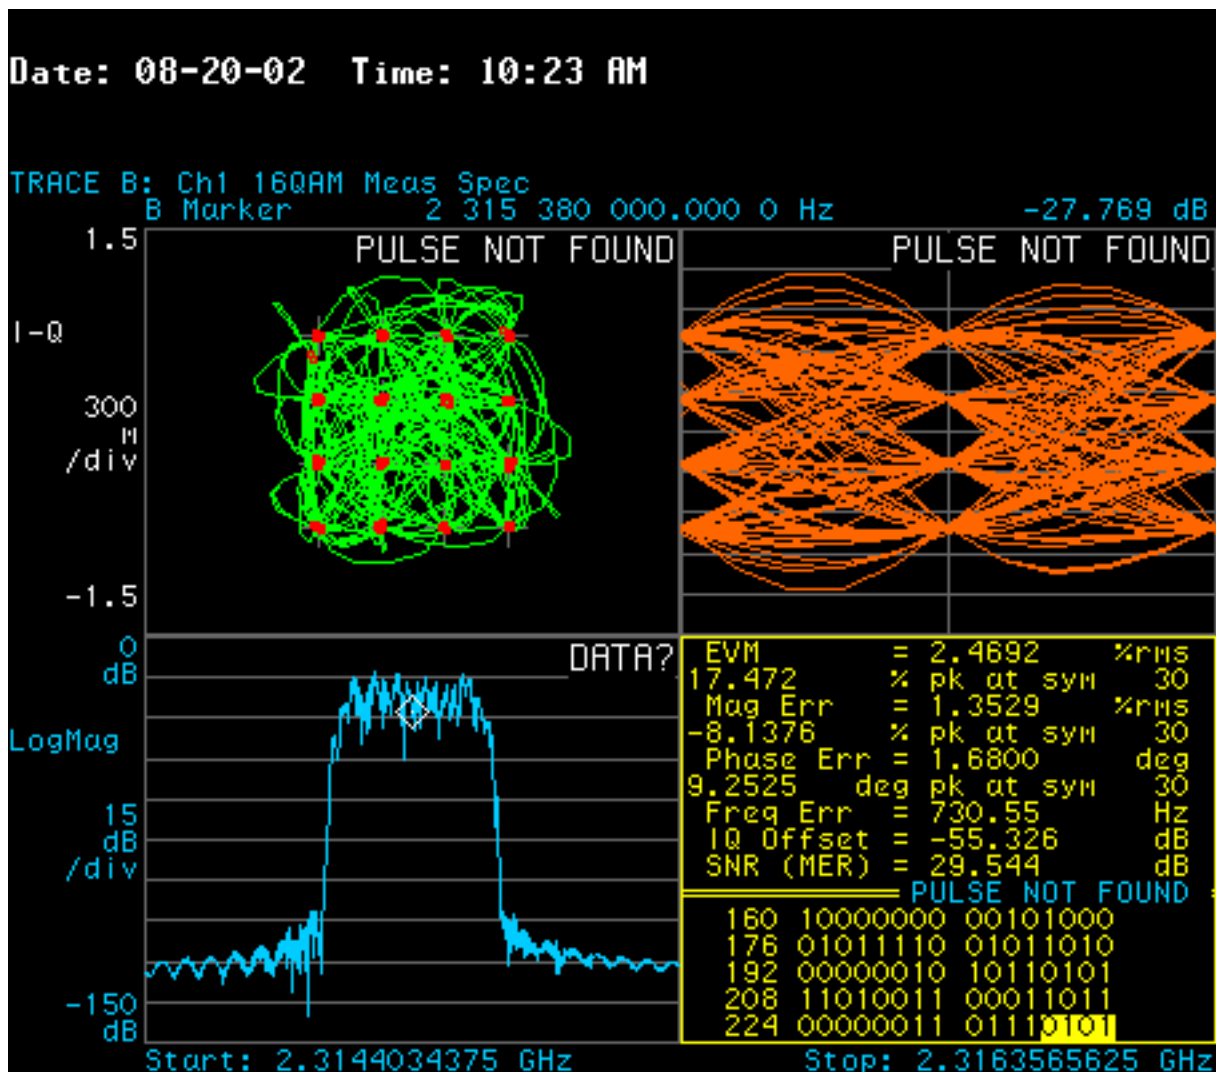 Date: 08-20-02  Time: 10:23 AM
TRACE B: Ch1 16QAM Meas Spec
B Marker 2 315 380 000.000 0 Hz -27.769 dB
1.5
PULSE NOT FOUND
PULSE NOT FOUND
I-Q
300
M
/div
-1.5
0
dB
DATA?
LogMag
15
dB
/div
-150
dB
EVM = 2.4692 %rms
17.472 % pk at sym 30
Mag Err = 1.3529 %rms
-8.1376 % pk at sym 30
Phase Err = 1.6800 deg
9.2525 deg pk at sym 30
Freq Err = 730.55 Hz
IQ Offset = -55.326 dB
SNR (MER) = 29.544 dB
PULSE NOT FOUND
160 10000000 00101000
176 01011110 01011010
192 00000010 10110101
208 11010011 00011011
224 00000011 01110101
Start: 2.3144034375 GHz Stop: 2.3163565625 GHz